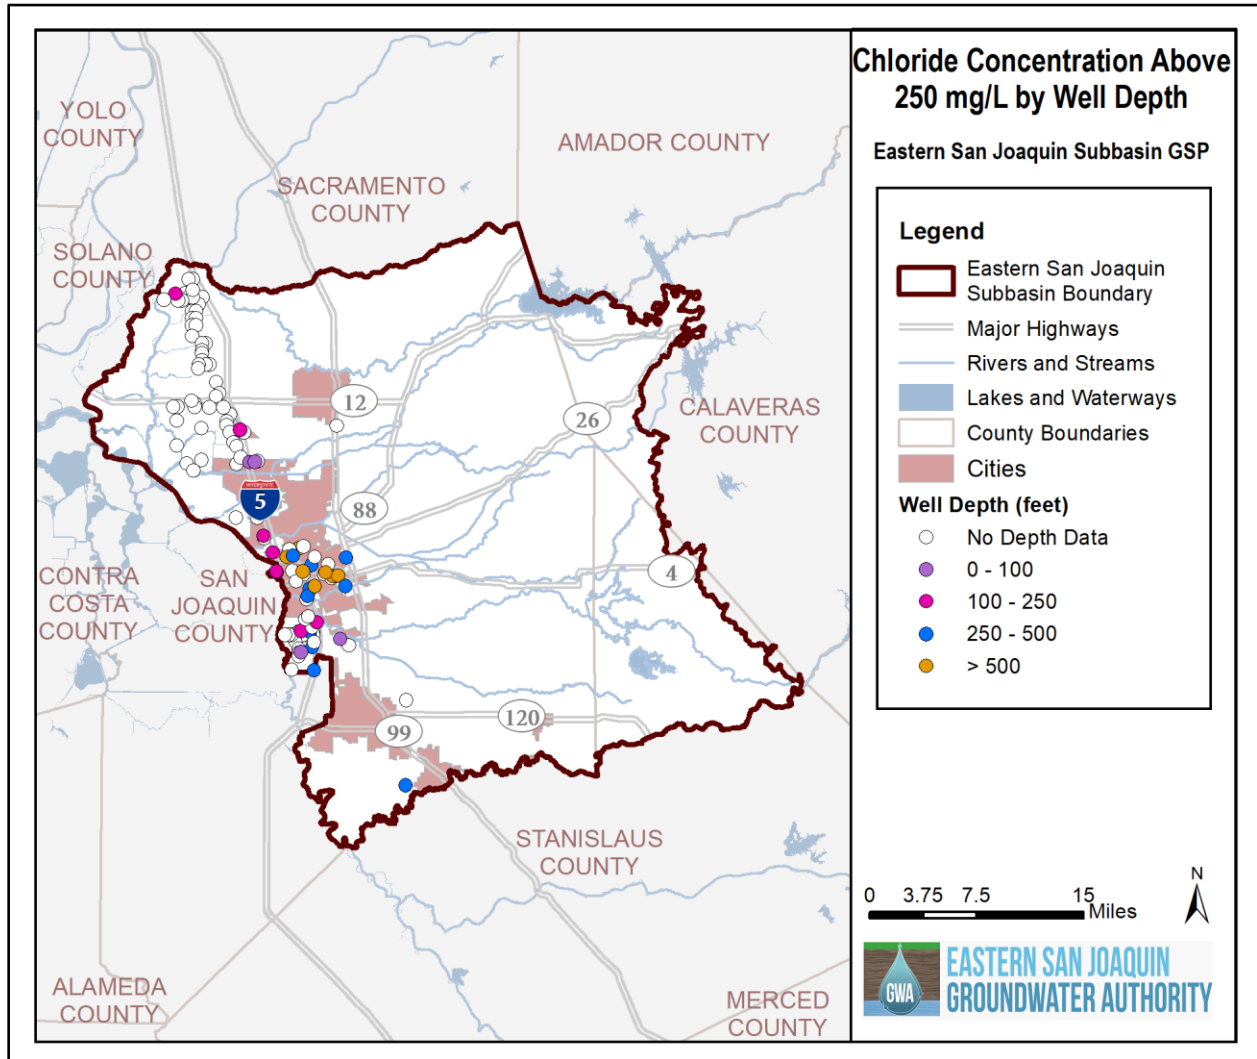 Chloride Concentration Above
250 mg/L by Well Depth
Eastern San Joaquin Subbasin GSP
Legend
Eastern San Joaquin
Subbasin Boundary
Major Highways
Rivers and Streams
Lakes and Waterways
County Boundaries
Cities
Well Depth (feet)
No Depth Data
0 - 100
100 - 250
250 - 500
> 500
YOLO
COUNTY
AMADOR COUNTY
SACRAMENTO
COUNTY
SOLANO
COUNTY
CALAVERAS
COUNTY
CONTRA
COSTA
COUNTY
SAN
JOAQUIN
COUNTY
STANISLAUS
COUNTY
ALAMEDA
COUNTY
MERCED
COUNTY
12
26
INTERSTATE
5
88
4
120
99
N
0 3.75 7.5 15
Miles
GWA
EASTERN SAN JOAQUIN
GROUNDWATER AUTHORITY